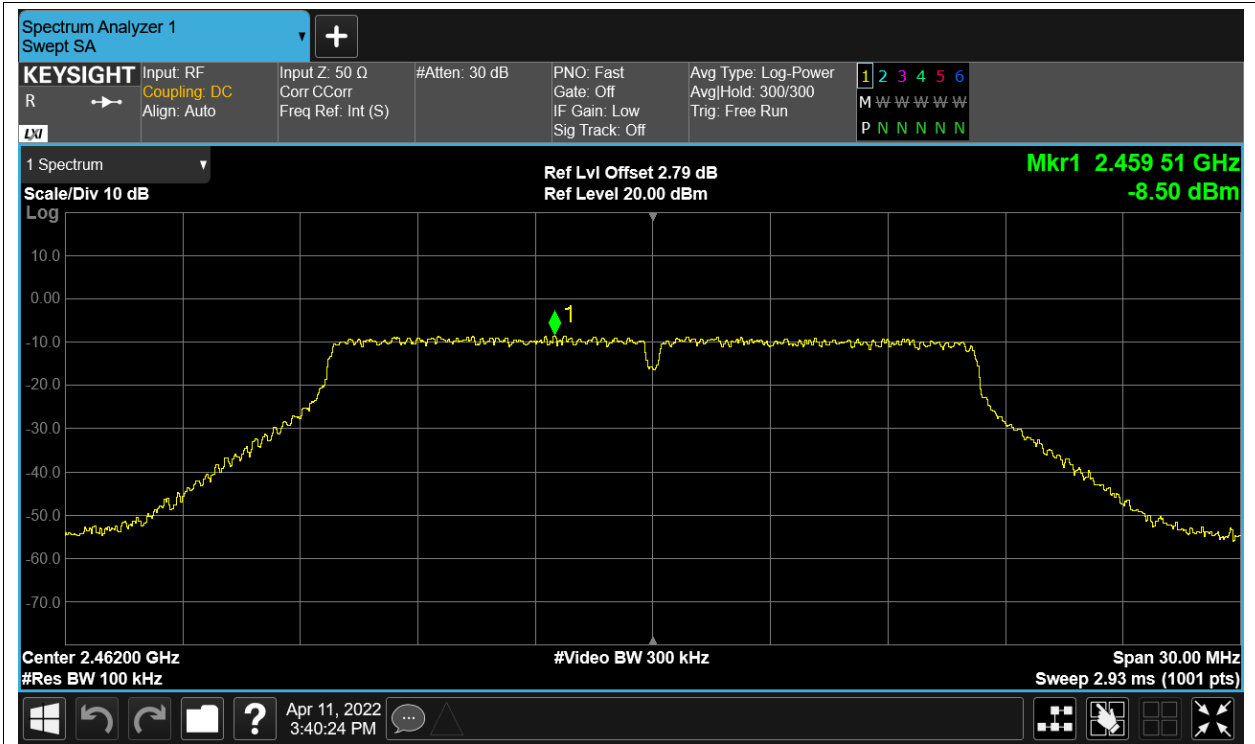 Spectrum Analyzer 1
Swept SA
KEYSIGHT
R
LXI
Input: RF
Coupling: DC
Align: Auto
Input Z: 50 Ω
Corr CCorr
Freq Ref: Int (S)
#Atten: 30 dB
PNO: Fast
Gate: Off
IF Gain: Low
Sig Track: Off
Avg Type: Log-Power
Avg|Hold: 300/300
Trig: Free Run
1 2 3 4 5 6
M W W W W W
P N N N N N
1 Spectrum
Scale/Div 10 dB
Log
Ref Lvl Offset 2.79 dB
Ref Level 20.00 dBm
Mkr1 2.459 51 GHz
-8.50 dBm
1
10.0
0.00
-10.0
-20.0
-30.0
-40.0
-50.0
-60.0
-70.0
Center 2.46200 GHz
#Res BW 100 kHz
#Video BW 300 kHz
Span 30.00 MHz
Sweep 2.93 ms (1001 pts)
?
Apr 11, 2022
3:40:24 PM